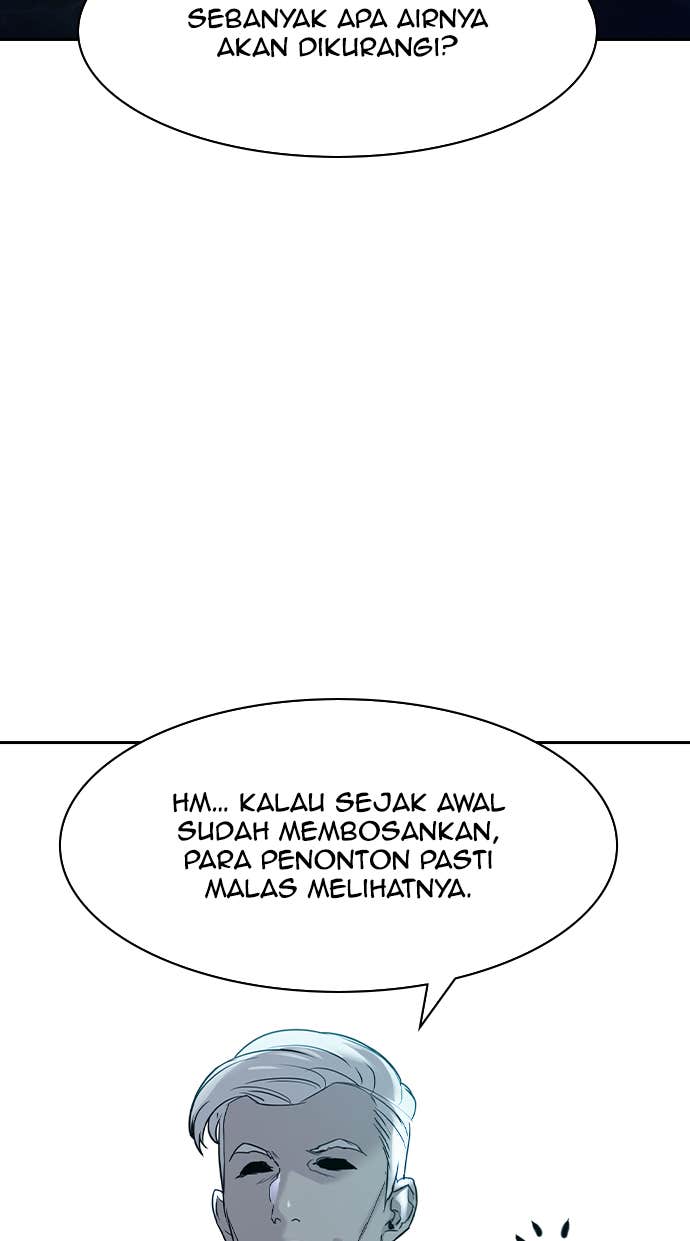 SEBANYAK APA AIRNYA
AKAN DIKURANGI?
HM... KALAU SEJAK AWAL
SUDAH MEMBOSANKAN,
PARA PENONTON PASTI
MALAS MELIHATNYA.